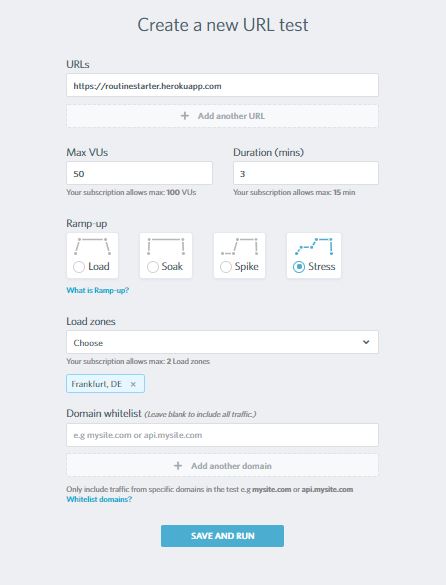 Create a new URL test
URLs
https://routinestarter.herokuapp.com
+ Add another URL
Max VUs Duration (mins)
50 3
Your subscription allows max: 100 VUs Your subscription allows max: 15 min
Ramp-up
Load Soak Spike Stress
What is Ramp-up?
Load zones
Choose
Your subscription allows max: 2 Load zones
Frankfurt, DE ×
Domain whitelist (Leave blank to include all traffic.)
e.g mysite.com or api.mysite.com
+ Add another domain
Only include traffic from specific domains in the test e.g mysite.com or api.mysite.com
Whitelist domains?
SAVE AND RUN